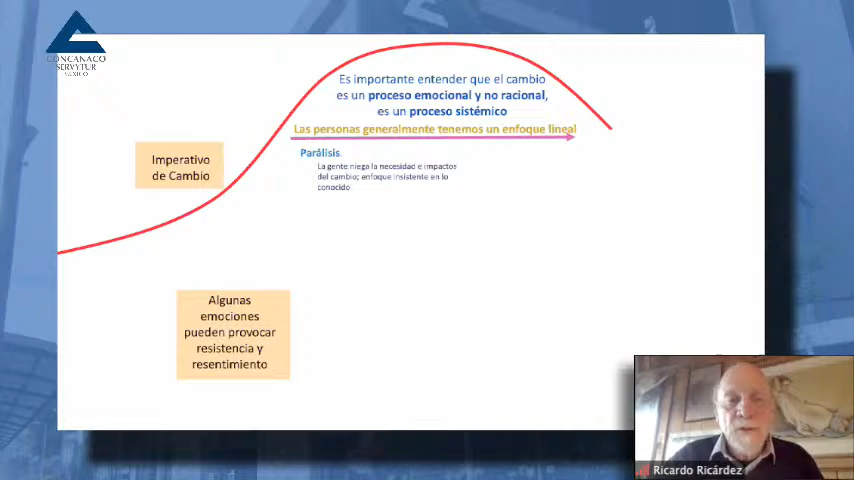 CONCANACO
SERVYTUR
MÉXICO
Es importante entender que el cambio
es un proceso emocional y no racional,
es un proceso sistémico
Las personas generalmente tenemos un enfoque lineal
Imperativo
de Cambio
Parálisis
La gente niega la necesidad e impactos
del cambio; enfoque insistente en lo
conocido
Algunas
emociones
pueden provocar
resistencia y
resentimiento
Ricardo Ricárdez